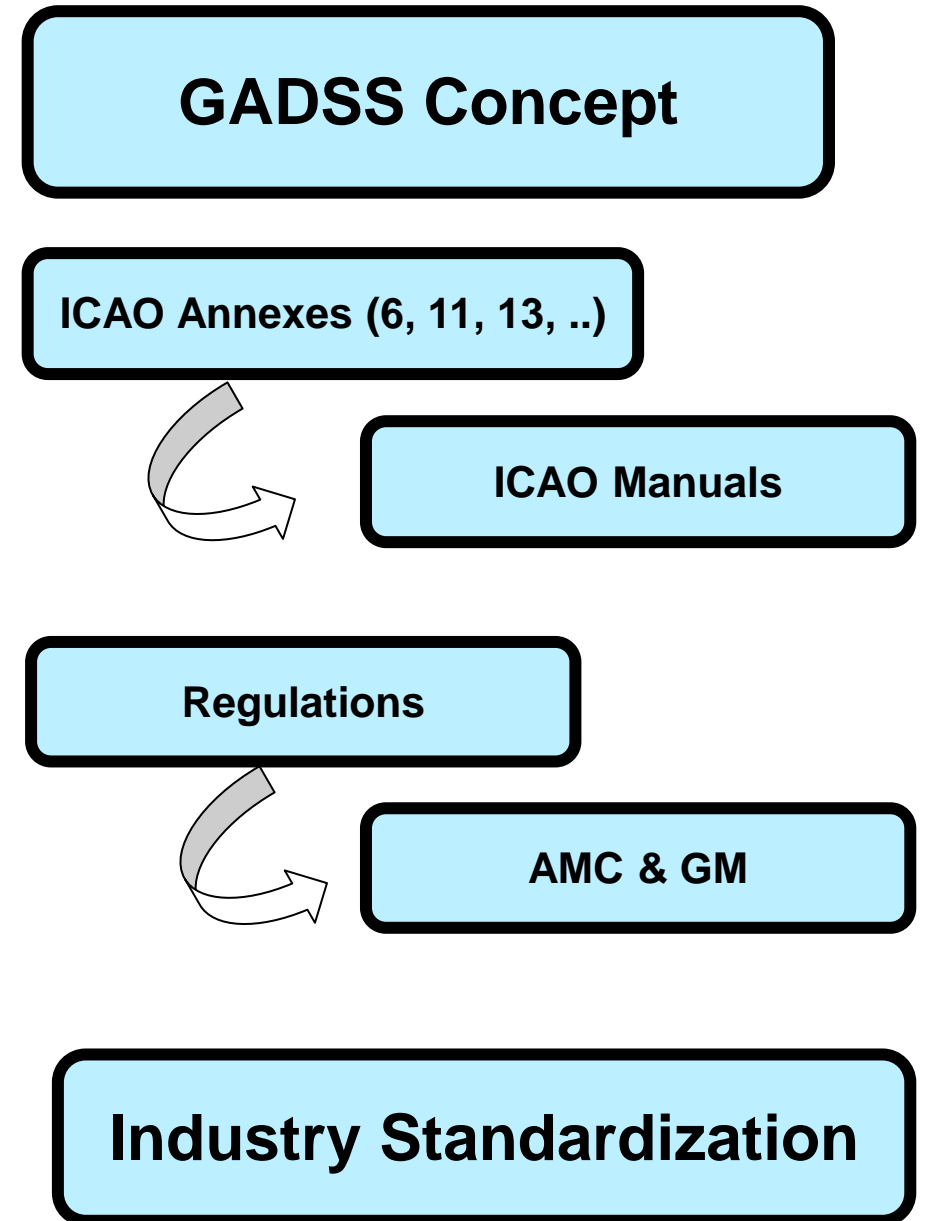 GADSS Concept
ICAO Annexes (6, 11, 13, ..)
ICAO Manuals
Regulations
AMC & GM
Industry Standardization